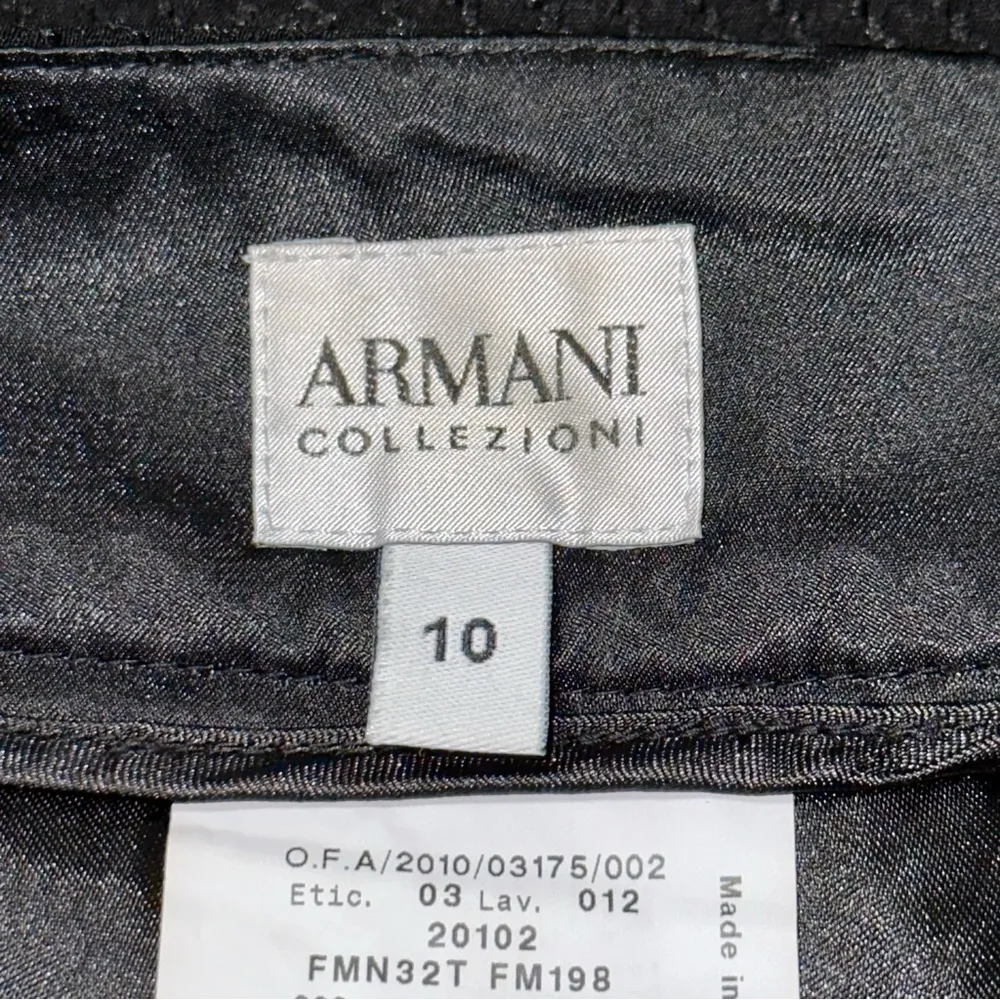 ARMANI
COLLEZIONI
10
O.F.A/2010/03175/002
Etic. 03 Lav. 012
20102
FMN32T FM198
Made in